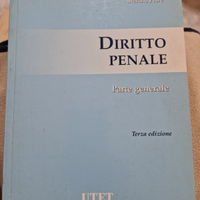 DIRITTO
PENALE
Parte generale
Terza edizione
UTET